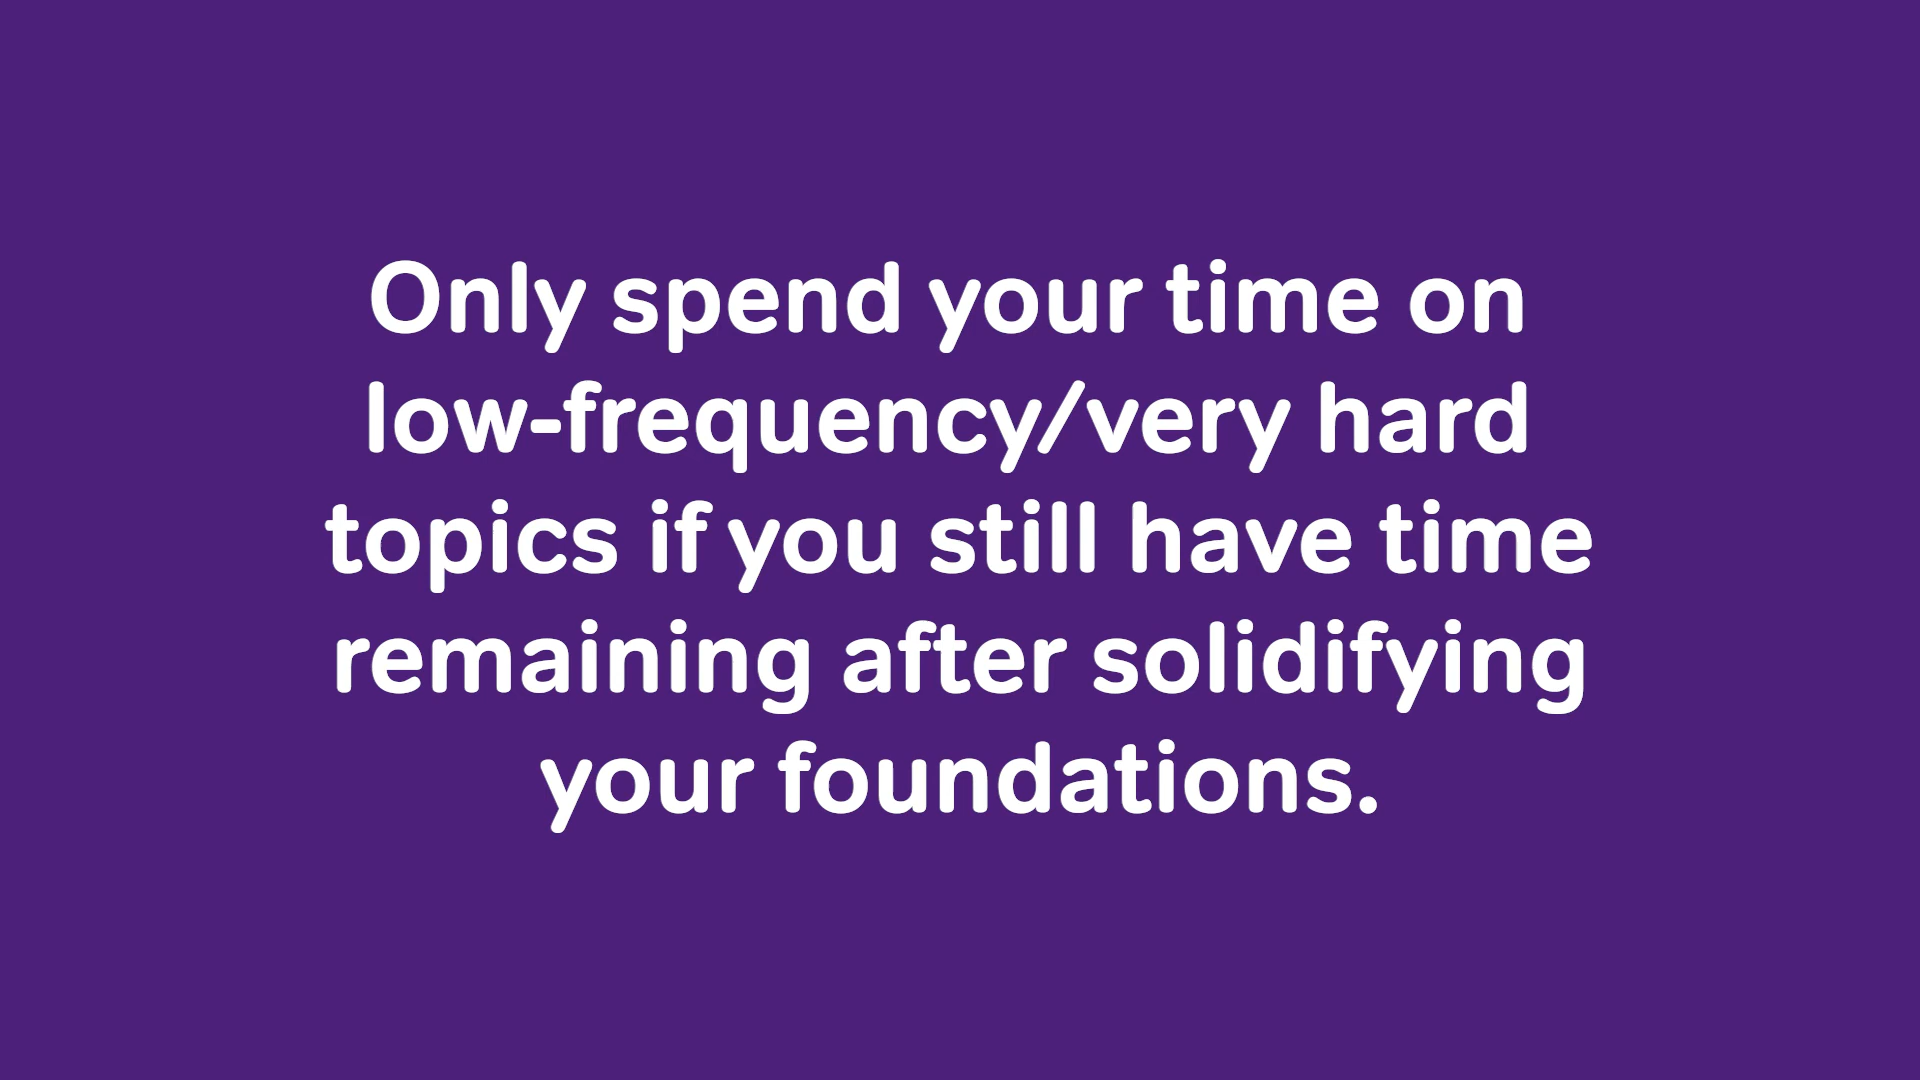 Only spend your time on
low-frequency/very hard
topics if you still have time
remaining after solidifying
your foundations.